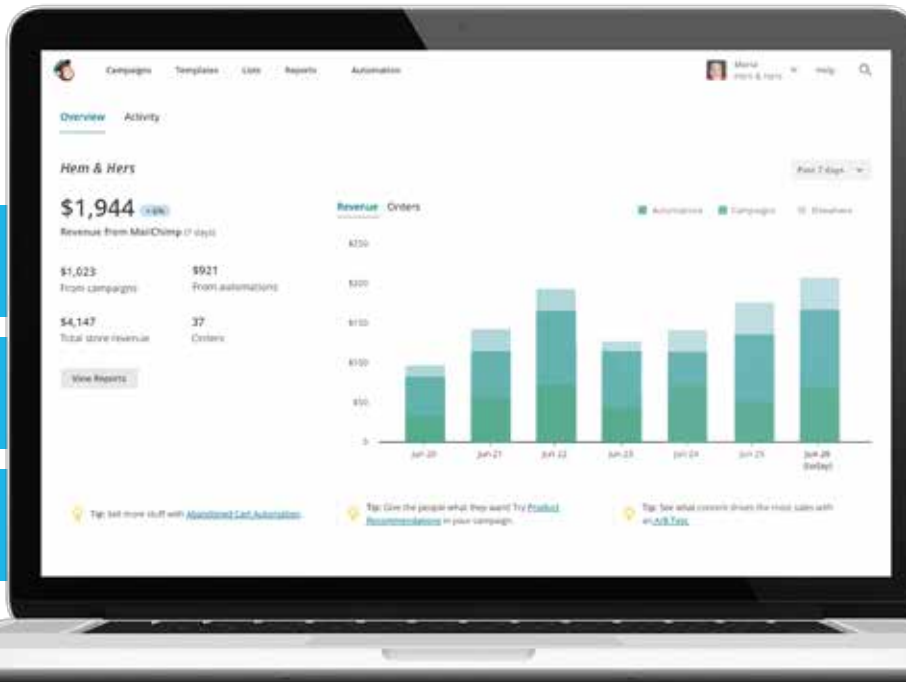 Campaigns Templates Lists Reports Automation
Help
Overview Activity
Hem & Hers
Past 7 days
$1,944
Revenue from MailChimp (7 days)
$1,023 $921
From campaigns From automations
$4,147 37
Total store revenue Orders
View Reports
Revenue Orders
Automations Campaigns Elsewhere
$250
$200
$150
$100
$50
0
Jun 20 Jun 21 Jun 22 Jun 23 Jun 24 Jun 25
(today)
Tip: Sell more stuff with Abandoned Cart Automation.
Tip: Give the people what they want! Try Product
Recommendations in your campaign.
Tip: See what content drives the most sales with
an A/B Test.